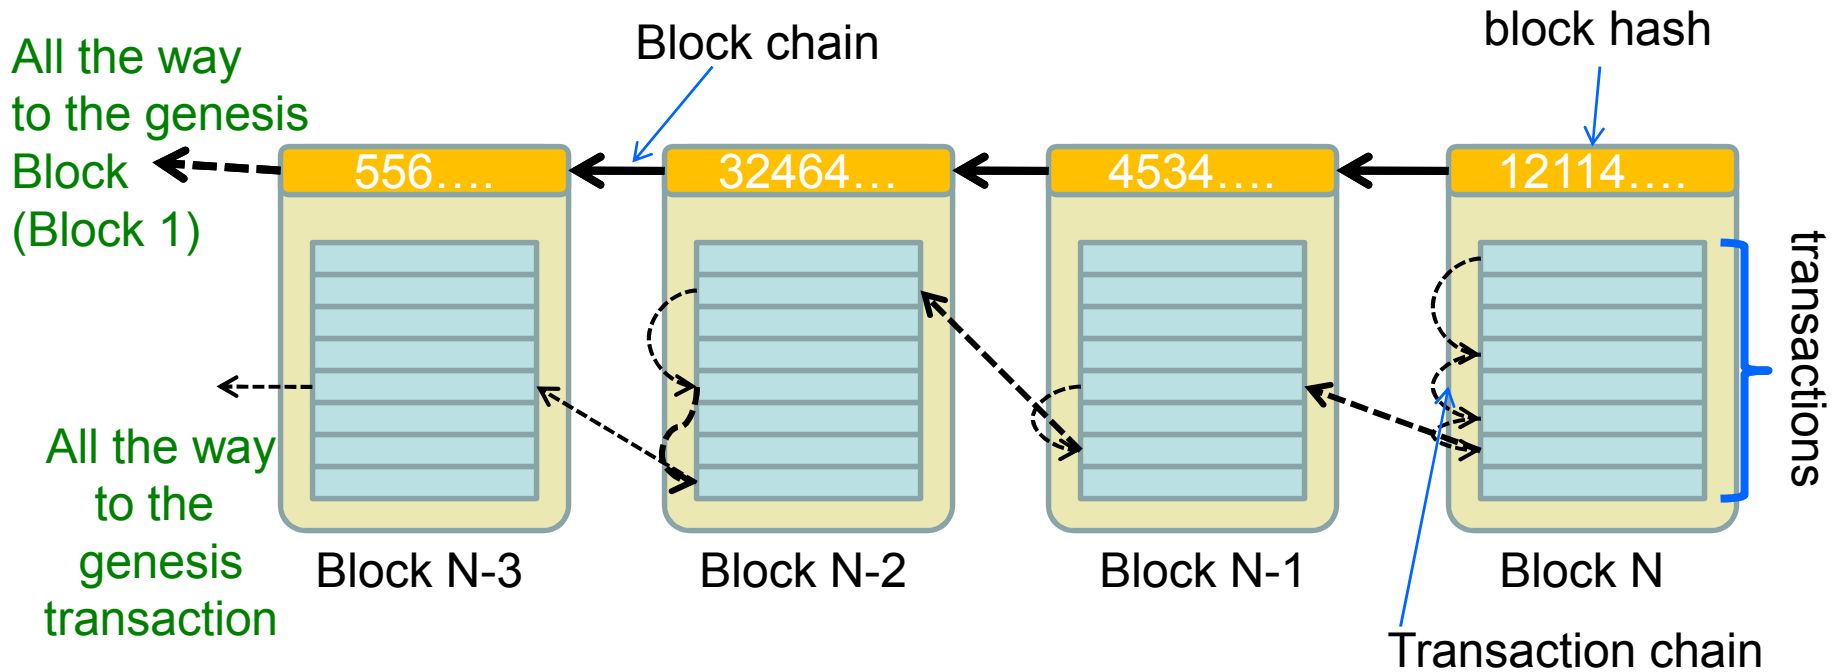 All the way
to the genesis
Block
(Block 1)
Block chain
block hash
556....
32464...
4534....
12114....
transactions
All the way
to the
genesis
transaction
Block N-3
Block N-2
Block N-1
Block N
Transaction chain